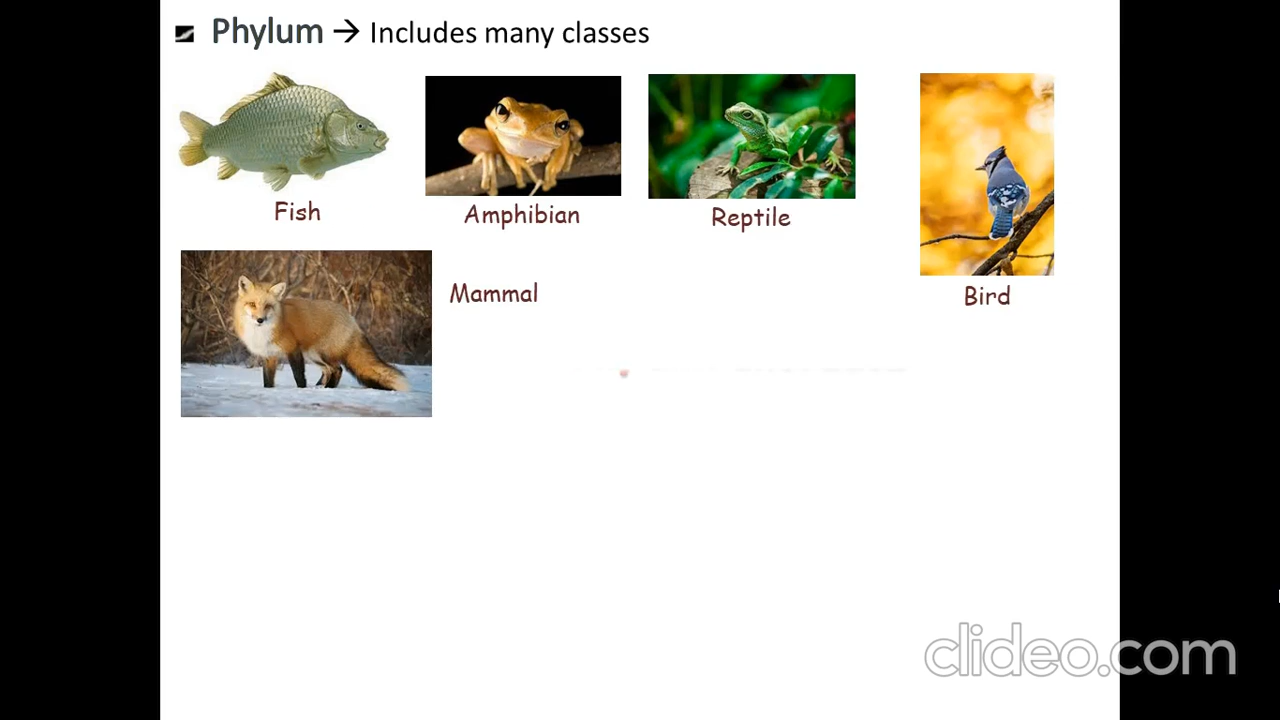 Phylum → Includes many classes
Fish
Amphibian
Reptile
Bird
Mammal
clideo.com